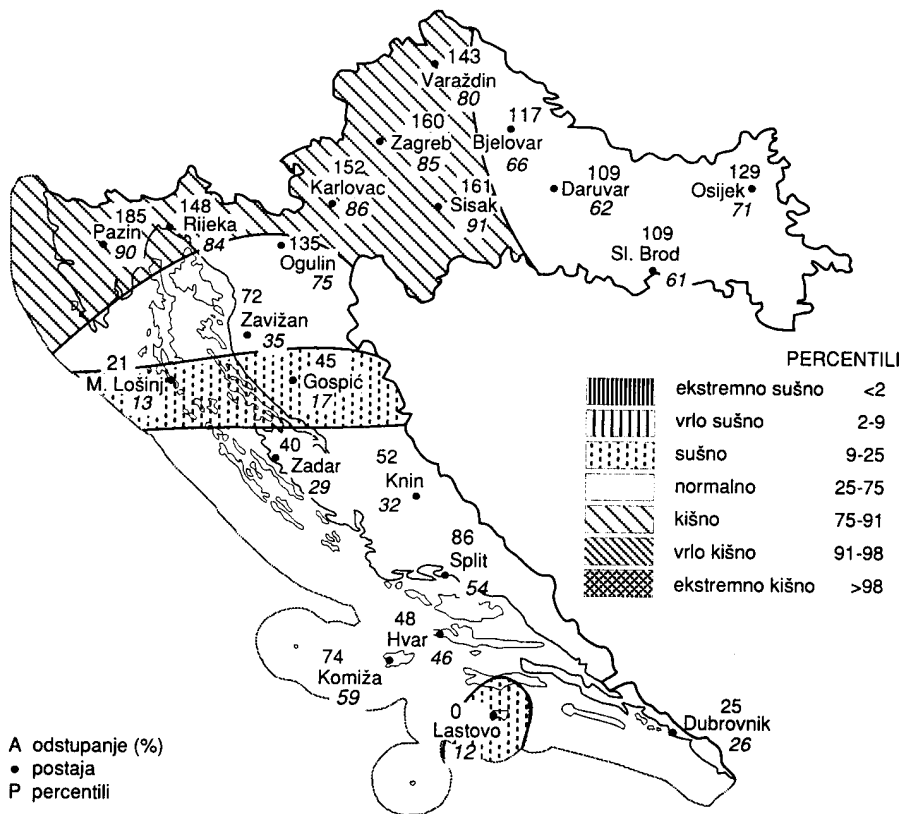 143
Varaždin
80
160
Zagreb
85
117
Bjelovar
66
152
Karlovac
86
161
Sisak
91
109
Daruvar
62
129
Osijek
71
109
Sl. Brod
61
185
Pazin
90
148
Rijeka
84
135
Ogulin
75
72
Zavižan
35
21
M. Lošinj
13
45
Gospić
17
40
Zadar
29
52
Knin
32
86
Split
54
48
Hvar
46
74
Komiža
59
0
Lastovo
12
25
Dubrovnik
26
PERCENTILI
ekstremno sušno <2
vrlo sušno 2-9
sušno 9-25
normalno 25-75
kišno 75-91
vrlo kišno 91-98
ekstremno kišno >98
A odstupanje (%)
• postaja
P percentili